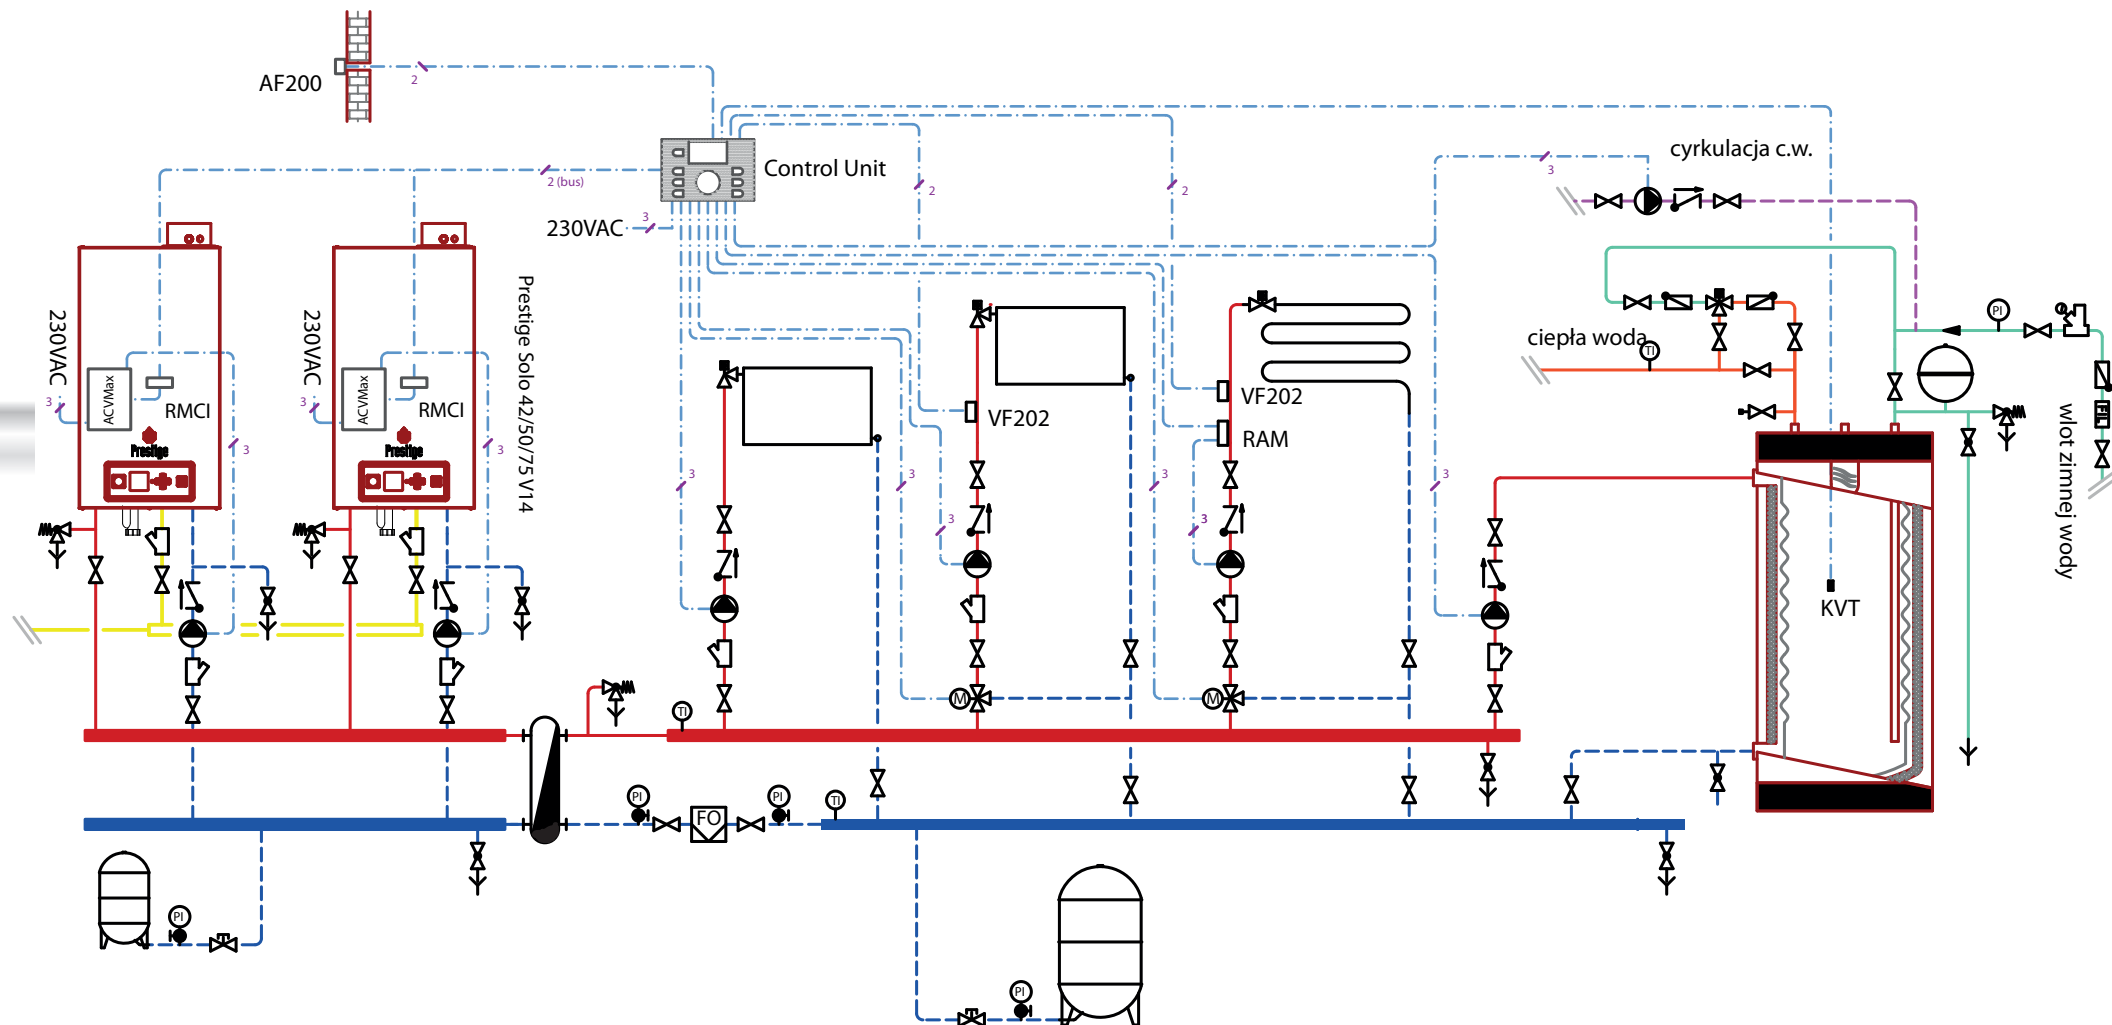 AF200
2
Control Unit
cyrkulacja c.w.
3
2 (bus)
2
2
3
230VAC
PI
ciepła woda
TI
230VAC
230VAC
Prestige Solo 42/50/75 V14
3
ACVMax
RMCI
3
ACVMax
RMCI
VF202
VF202
RAM
FIL
wlot zimnej wody
Prestige
Prestige
3
3
3
3
3
3
3
3
KVT
M
M
TI
PI
FO
PI
TI
PI
PI